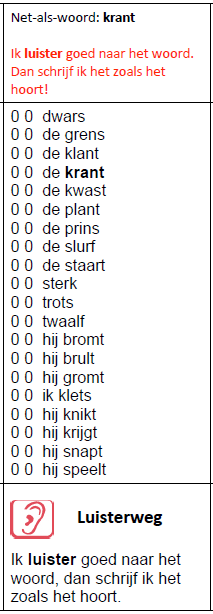 Net-als-woord: krant
Ik luister goed naar het woord.
Dan schrijf ik het zoals het
hoort!
0 0 dwars
0 0 de grens
0 0 de klant
0 0 de krant
0 0 de kwast
0 0 de plant
0 0 de prins
0 0 de slurf
0 0 de staart
0 0 sterk
0 0 trots
0 0 twaalf
0 0 hij bromt
0 0 hij brult
0 0 hij gromt
0 0 ik klets
0 0 hij knikt
0 0 hij krijgt
0 0 hij snapt
0 0 hij speelt
Luisterweg
Ik luister goed naar het
woord, dan schrijf ik het
zoals het hoort.